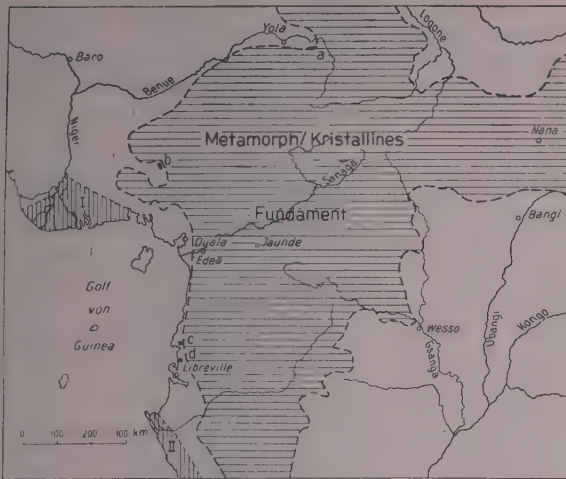 Yola
Logone
a
Baro
Benue
Niger
Metamorph/Kristallines
Nana
b
Sanaga
I
Fundament
Bangi
Duala
Jaunde
Edea
Golf
von
Guinea
Ubangi
Kongo
c
Wesso
d
Gsanga
Libreville
0 100 200 300 km
II